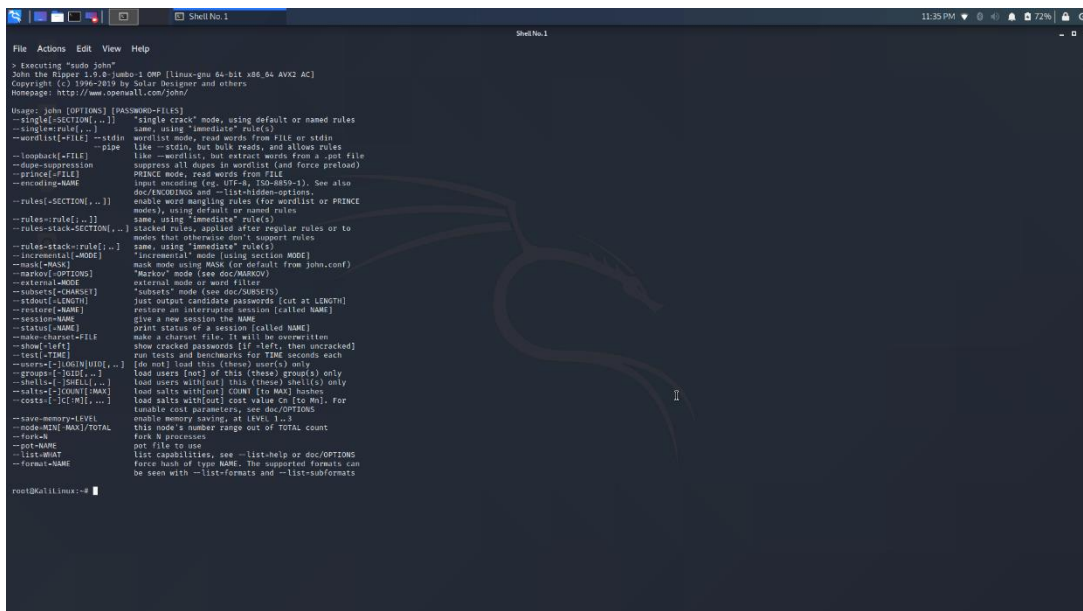 Shell No. 1
11:35 PM
72%
Shell No. 1
File Actions Edit View Help
> Executing "sudo john"
John the Ripper 1.9.0-jumbo-1 OMP [linux-gnu 64-bit x86_64 AVX2 AC]
Copyright (c) 1996-2019 by Solar Designer and others
Homepage: http://www.openwall.com/john/
Usage: john [OPTIONS] [PASSWORD-FILES]
--single[=SECTION[,..]] "single crack" mode, using default or named rules
--single=:rule[,..] same, using "immediate" rule(s)
--wordlist[=FILE] --stdin wordlist mode, read words from FILE or stdin
--pipe like --stdin, but bulk reads, and allows rules
--loopback[=FILE] like --wordlist, but extract words from a .pot file
--dupe-suppression suppress all dupes in wordlist (and force preload)
--prince[=FILE] PRINCE mode, read words from FILE
--encoding=NAME input encoding (eg. UTF-8, ISO-8859-1). See also
doc/ENCODINGS and --list=hidden-options.
--rules[=SECTION[,..]] enable word mangling rules (for wordlist or PRINCE
modes), using default or named rules
--rules=:rule[;..]] same, using "immediate" rule(s)
--rules-stack=SECTION[,..] stacked rules, applied after regular rules or to
modes that otherwise don't support rules
--rules-stack=:rule[;..] same, using "immediate" rule(s)
--incremental[=MODE] "incremental" mode [using section MODE]
--mask[=MASK] mask mode using MASK (or default from john.conf)
--markov[=OPTIONS] "Markov" mode (see doc/MARKOV)
--external=MODE external mode or word filter
--subsets[=CHARSET] "subsets" mode (see doc/SUBSETS)
--stdout[=LENGTH] just output candidate passwords [cut at LENGTH]
--restore[=NAME] restore an interrupted session [called NAME]
--session=NAME give a new session the NAME
--status[=NAME] print status of a session [called NAME]
--make-charset=FILE make a charset file. It will be overwritten
--show[=left] show cracked passwords [if =left, then uncracked]
--test[=TIME] run tests and benchmarks for TIME seconds each
--users=[-]LOGIN|UID[,..] [do not] load this (these) user(s) only
--groups=[-]GID[,..] load users [not] of this (these) group(s) only
--shells=[-]SHELL[,..] load users with[out] this (these) shell(s) only
--salts=[-]COUNT[:MAX] load salts with[out] COUNT [to MAX] hashes
--costs=[-]C[:M][,...] load salts with[out] cost value Cn [to Mn]. For
tunable cost parameters, see doc/OPTIONS
--save-memory=LEVEL enable memory saving, at LEVEL 1..3
--node=MIN[-MAX]/TOTAL this node's number range out of TOTAL count
--fork=N fork N processes
--pot=NAME pot file to use
--list=WHAT list capabilities, see --list=help or doc/OPTIONS
--format=NAME force hash of type NAME. The supported formats can
be seen with --list=formats and --list=subformats
root@KaliLinux:~#